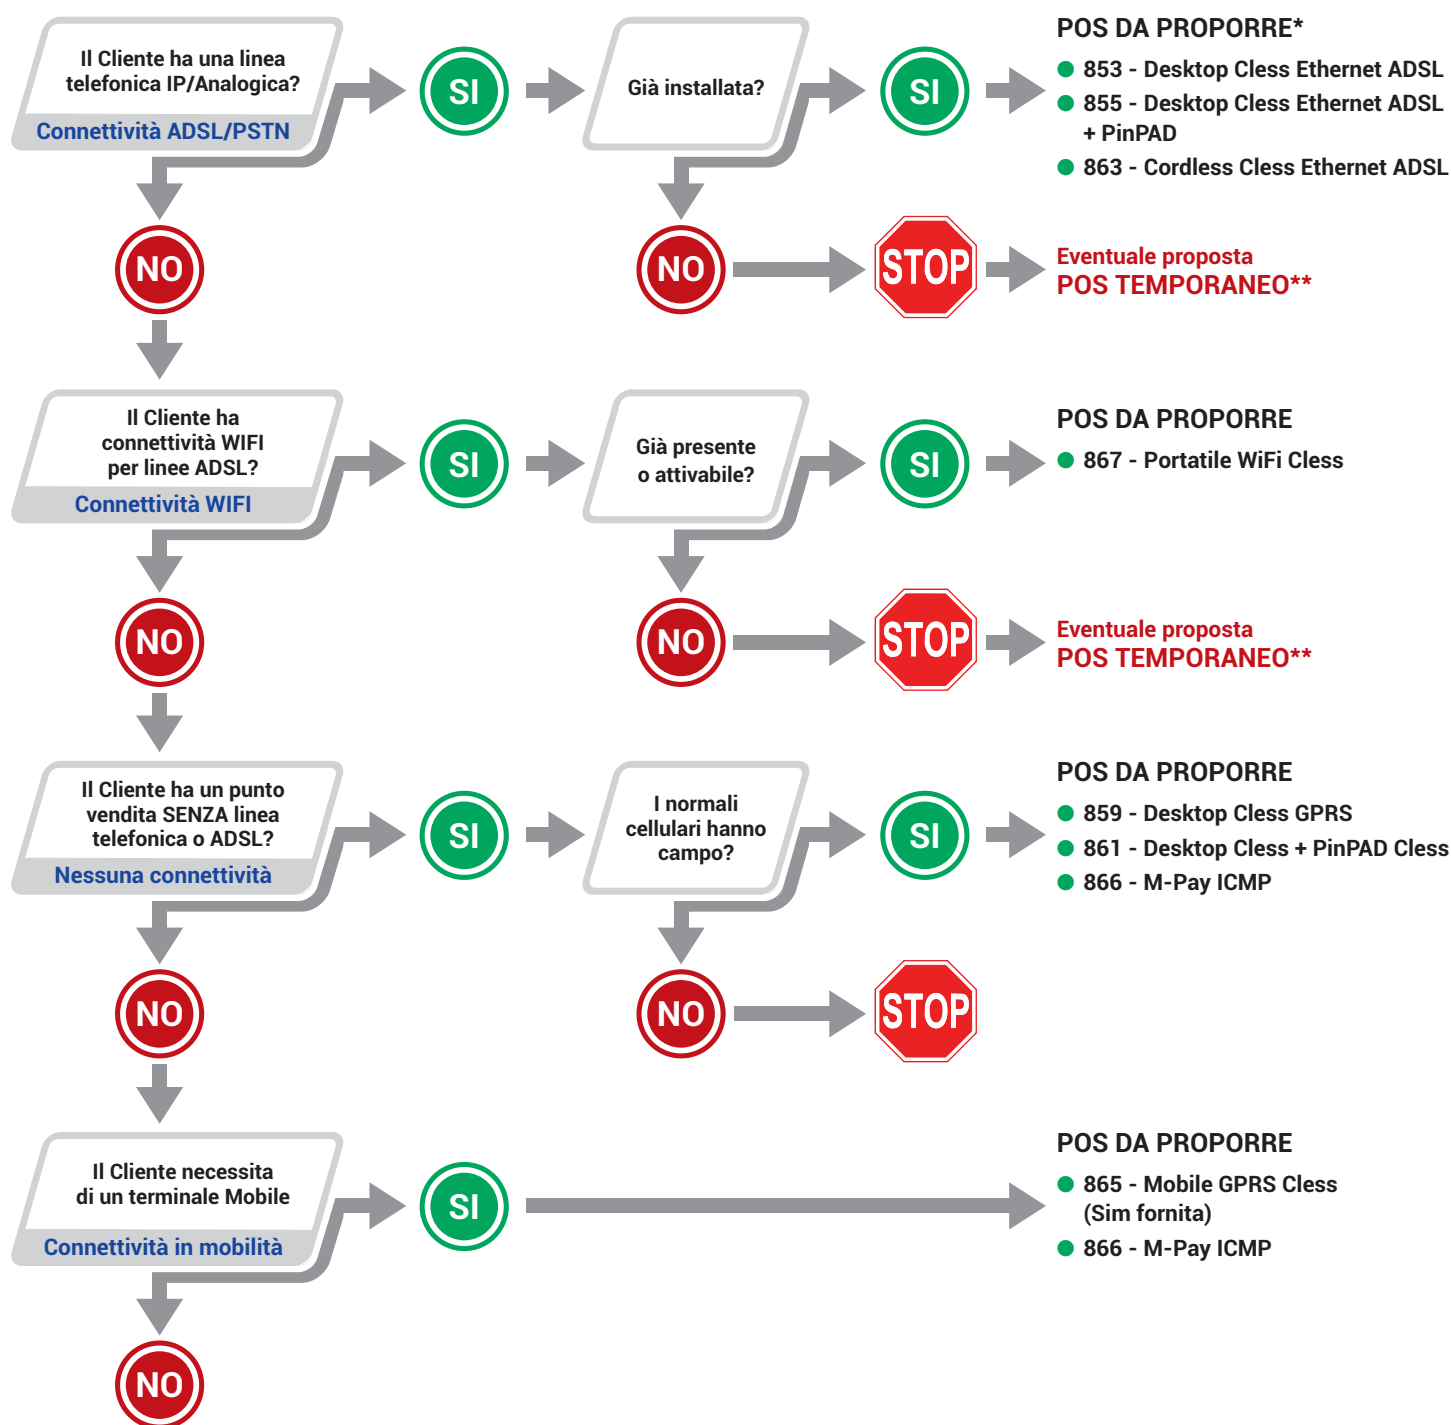 Il Cliente ha una linea
telefonica IP/Analogica?
Connettività ADSL/PSTN
SI
Già installata?
SI
POS DA PROPORRE*
853 - Desktop Cless Ethernet ADSL
855 - Desktop Cless Ethernet ADSL
+ PinPAD
863 - Cordless Cless Ethernet ADSL
NO
NO
STOP
Eventuale proposta
POS TEMPORANEO**
Il Cliente ha
connettività WIFI
per linee ADSL?
Connettività WIFI
SI
Già presente
o attivabile?
SI
POS DA PROPORRE
867 - Portatile WiFi Cless
NO
NO
STOP
Eventuale proposta
POS TEMPORANEO**
Il Cliente ha un punto
vendita SENZA linea
telefonica o ADSL?
Nessuna connettività
SI
I normali
cellulari hanno
campo?
SI
POS DA PROPORRE
859 - Desktop Cless GPRS
861 - Desktop Cless + PinPAD Cless
866 - M-Pay ICMP
NO
NO
STOP
Il Cliente necessita
di un terminale Mobile
Connettività in mobilità
SI
POS DA PROPORRE
865 - Mobile GPRS Cless
(Sim fornita)
866 - M-Pay ICMP
NO